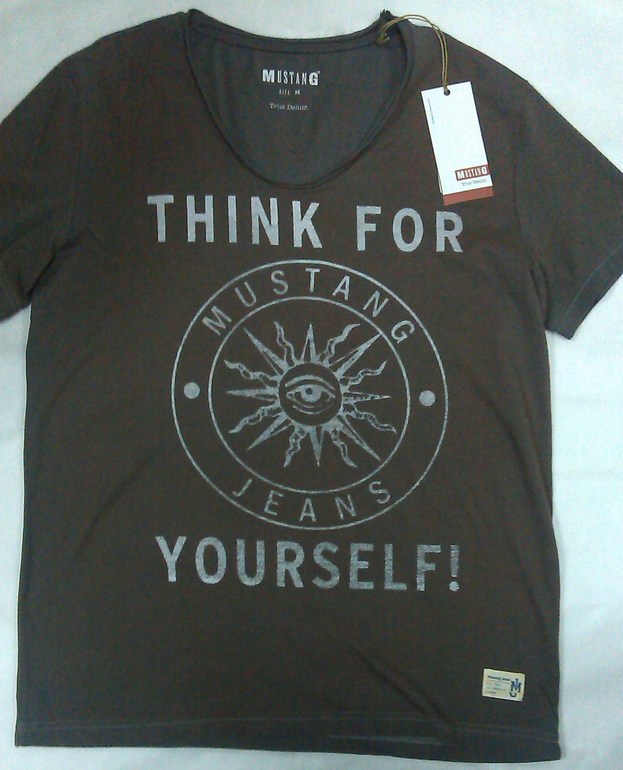 MUSTANG
True Denim
MUSTANG
True Denim
THINK FOR
MUSTANG
JEANS
YOURSELF!